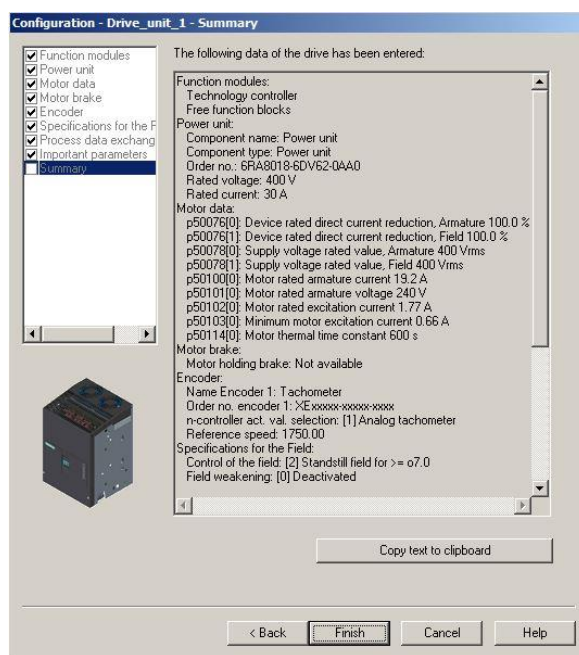 Configuration - Drive_unit_1 - Summary
Function modules
Power unit
Motor data
Motor brake
Encoder
Specifications for the F
Process data exchang
Important parameters
Summary
The following data of the drive has been entered:
Function modules:
Technology controller
Free function blocks
Power unit:
Component name: Power unit
Component type: Power unit
Order no.: 6RA8018-6DV62-0AA0
Rated voltage: 400 V
Rated current: 30 A
Motor data:
p50076[0]: Device rated direct current reduction, Armature 100.0 %
p50076[1]: Device rated direct current reduction, Field 100.0 %
p50078[0]: Supply voltage rated value, Armature 400 Vrms
p50078[1]: Supply voltage rated value, Field 400 Vrms
p50100[0]: Motor rated armature current 19.2 A
p50101[0]: Motor rated armature voltage 240 V
p50102[0]: Motor rated excitation current 1.77 A
p50103[0]: Minimum motor excitation current 0.66 A
p50114[0]: Motor thermal time constant 600 s
Motor brake:
Motor holding brake: Not available
Encoder:
Name Encoder 1: Tachometer
Order no. encoder 1: XExxxxx-xxxxx-xxxx
n-controller act. val. selection: [1] Analog tachometer
Reference speed: 1750.00
Specifications for the Field:
Control of the field: [2] Standstill field for >= o7.0
Field weakening: [0] Deactivated
Copy text to clipboard
< Back
Finish
Cancel
Help